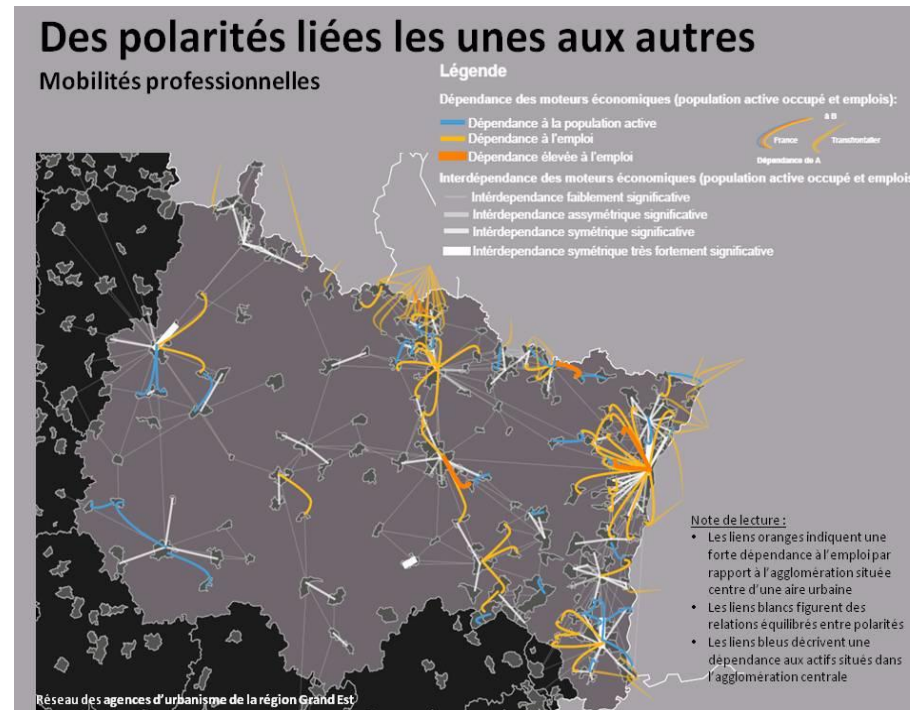 Des polarités liées les unes aux autres
Mobilités professionnelles
Légende
Dépendance des moteurs économiques (population active occupé et emplois):
Dépendance à la population active
Dépendance à l'emploi
Dépendance élevée à l'emploi
à B
France
Transfrontalier
Dépendance de A
Interdépendance des moteurs économiques (population active occupé et emplois
Intérdependance faiblement significative
Intérdependance assymétrique significative
Intérdependance symétrique significative
Intérdependance symétrique très fortement significative
Note de lecture :
• Les liens oranges indiquent une
forte dépendance à l'emploi par
rapport à l'agglomération située
centre d'une aire urbaine
• Les liens blancs figurent des
relations équilibrés entre polarités
• Les liens bleus décrivent une
dépendance aux actifs situés dans
l'agglomération centrale
Réseau des agences d'urbanisme de la région Grand Est